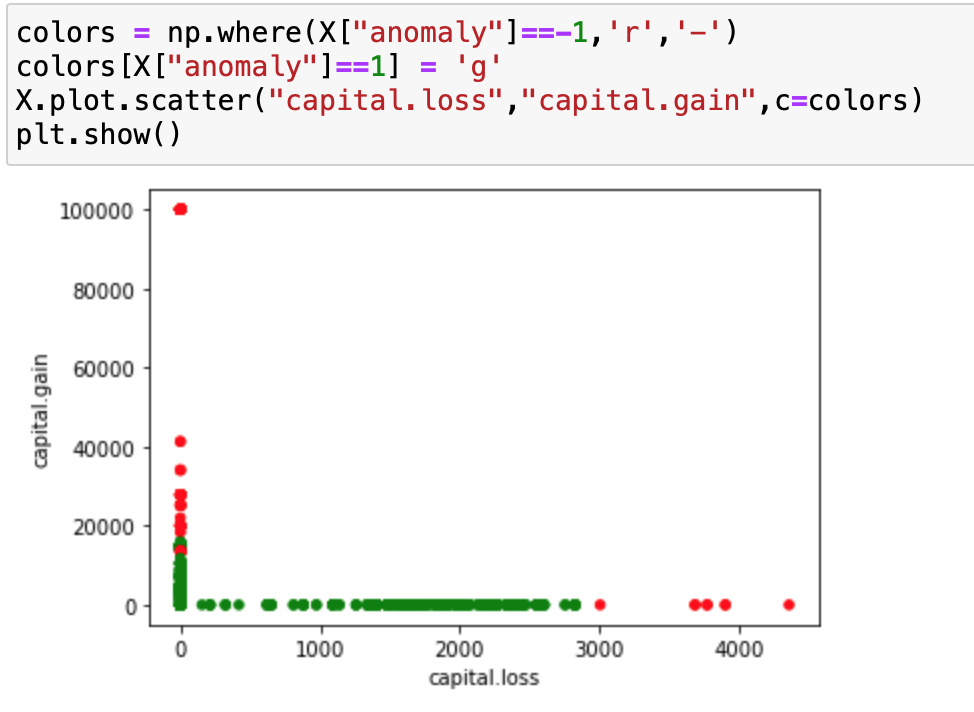 colors = np.where(X["anomaly"]==-1,'r','-')
colors[X["anomaly"]==1] = 'g'
X.plot.scatter("capital.loss","capital.gain",c=colors)
plt.show()
100000
80000
60000
40000
20000
0
capital.gain
0 1000 2000 3000 4000
capital.loss